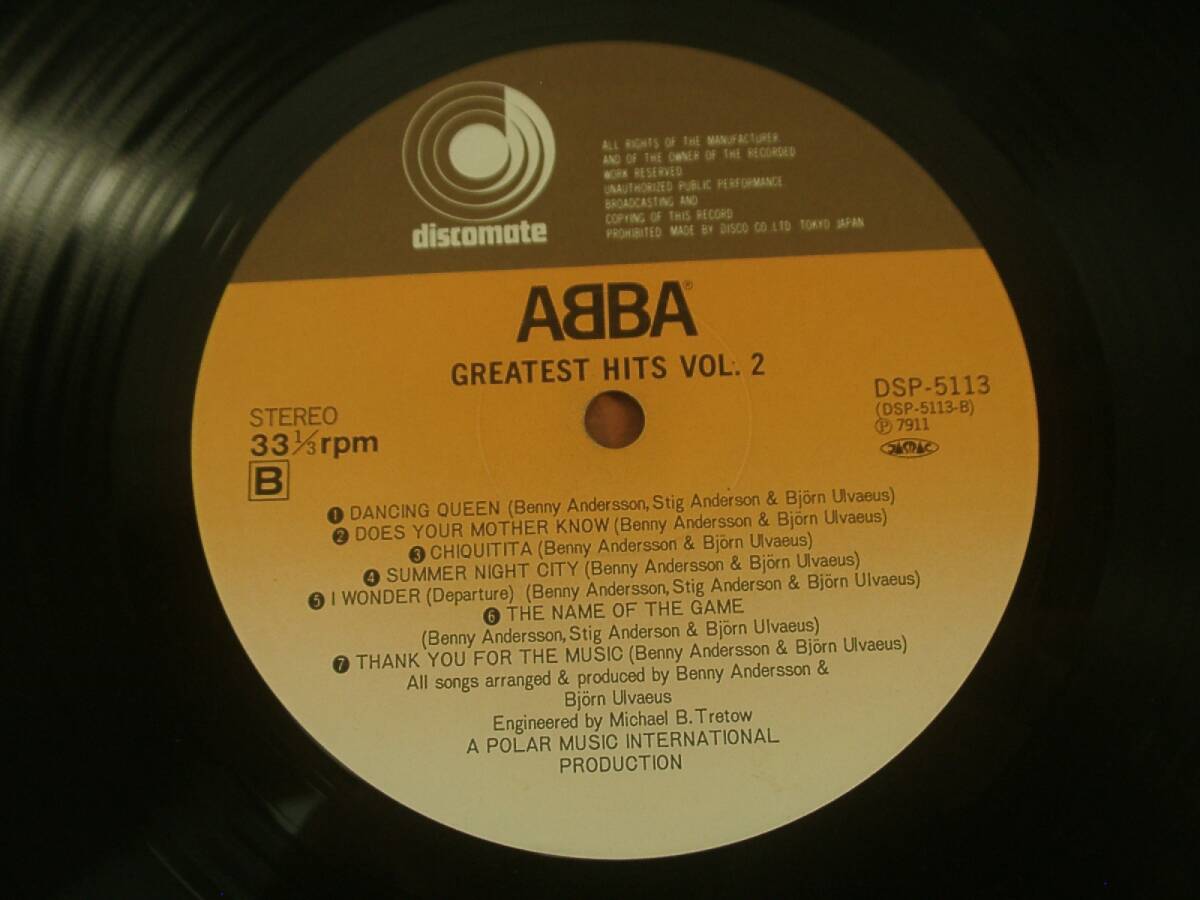 discomate
ALL RIGHTS OF THE MANUFACTURER
AND OF THE OWNER OF THE RECORDED
WORK RESERVED
UNAUTHORIZED PUBLIC PERFORMANCE
BROADCASTING AND
COPYING OF THIS RECORD
PROHIBITED MADE BY DISCO CO. LTD TOKYO JAPAN
ABBA®
GREATEST HITS VOL. 2
STEREO
33 1/3 rpm
B
DSP-5113
(DSP-5113-B)
Ⓟ 7911
JASRAC
❶ DANCING QUEEN (Benny Andersson, Stig Anderson & Björn Ulvaeus)
❷ DOES YOUR MOTHER KNOW (Benny Andersson & Björn Ulvaeus)
❸ CHIQUITITA (Benny Andersson & Björn Ulvaeus)
❹ SUMMER NIGHT CITY (Benny Andersson & Björn Ulvaeus)
❺ I WONDER (Departure) (Benny Andersson, Stig Anderson & Björn Ulvaeus)
❻ THE NAME OF THE GAME
(Benny Andersson, Stig Anderson & Björn Ulvaeus)
❼ THANK YOU FOR THE MUSIC (Benny Andersson & Björn Ulvaeus)
All songs arranged & produced by Benny Andersson &
Björn Ulvaeus
Engineered by Michael B. Tretow
A POLAR MUSIC INTERNATIONAL
PRODUCTION